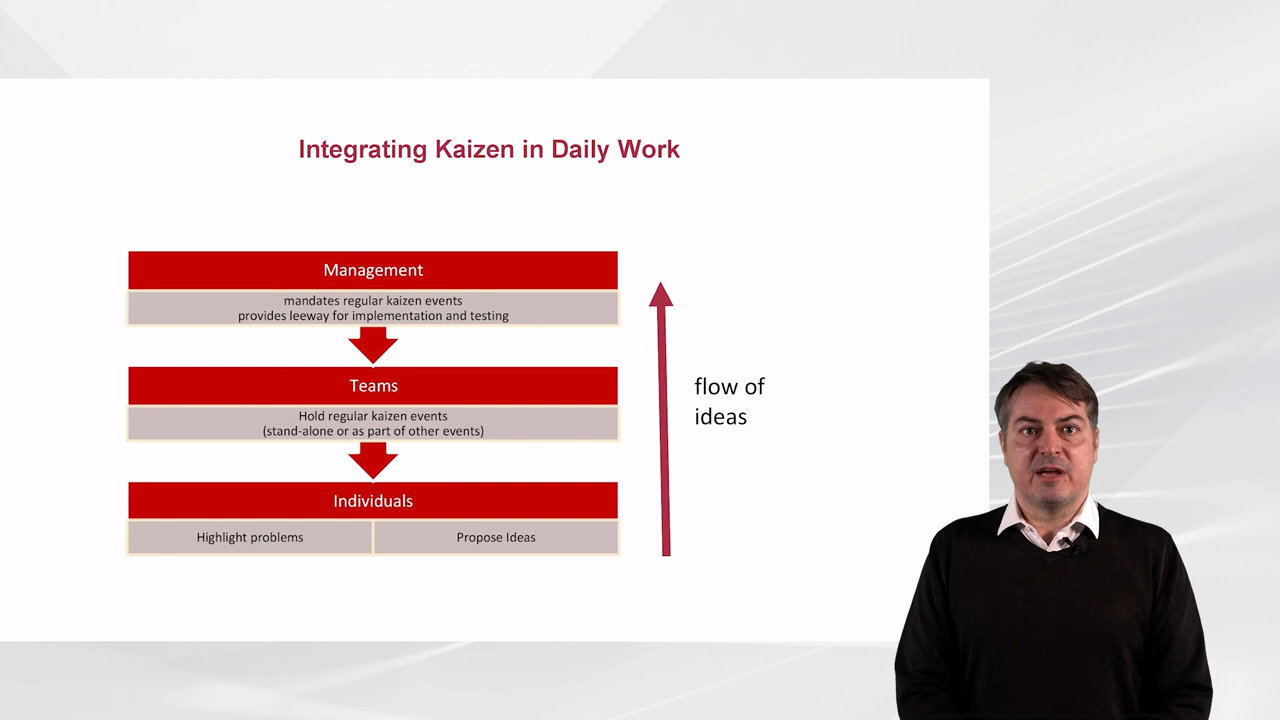 Integrating Kaizen in Daily Work
Management
mandates regular kaizen events
provides leeway for implementation and testing
Teams
Hold regular kaizen events
(stand-alone or as part of other events)
Individuals
Highlight problems
Propose Ideas
flow of
ideas